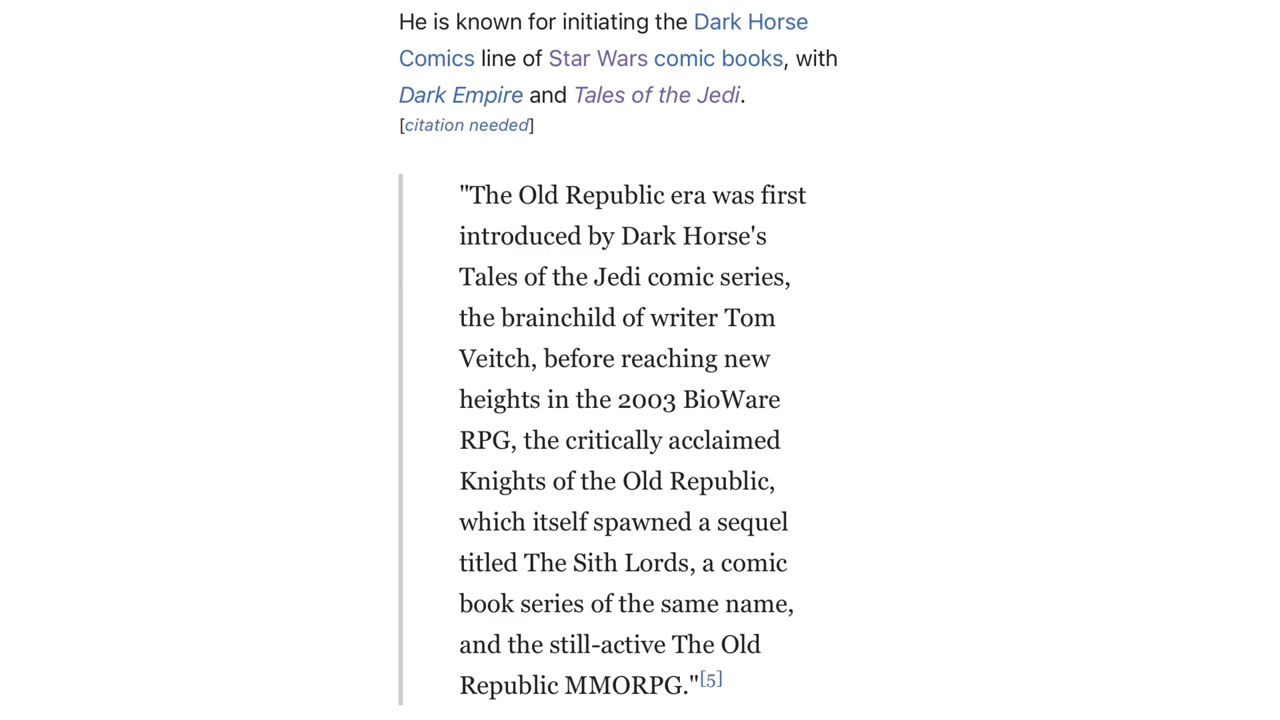 He is known for initiating the Dark Horse
Comics line of Star Wars comic books, with
Dark Empire and Tales of the Jedi.
[citation needed]
"The Old Republic era was first
introduced by Dark Horse's
Tales of the Jedi comic series,
the brainchild of writer Tom
Veitch, before reaching new
heights in the 2003 BioWare
RPG, the critically acclaimed
Knights of the Old Republic,
which itself spawned a sequel
titled The Sith Lords, a comic
book series of the same name,
and the still-active The Old
Republic MMORPG."[5]